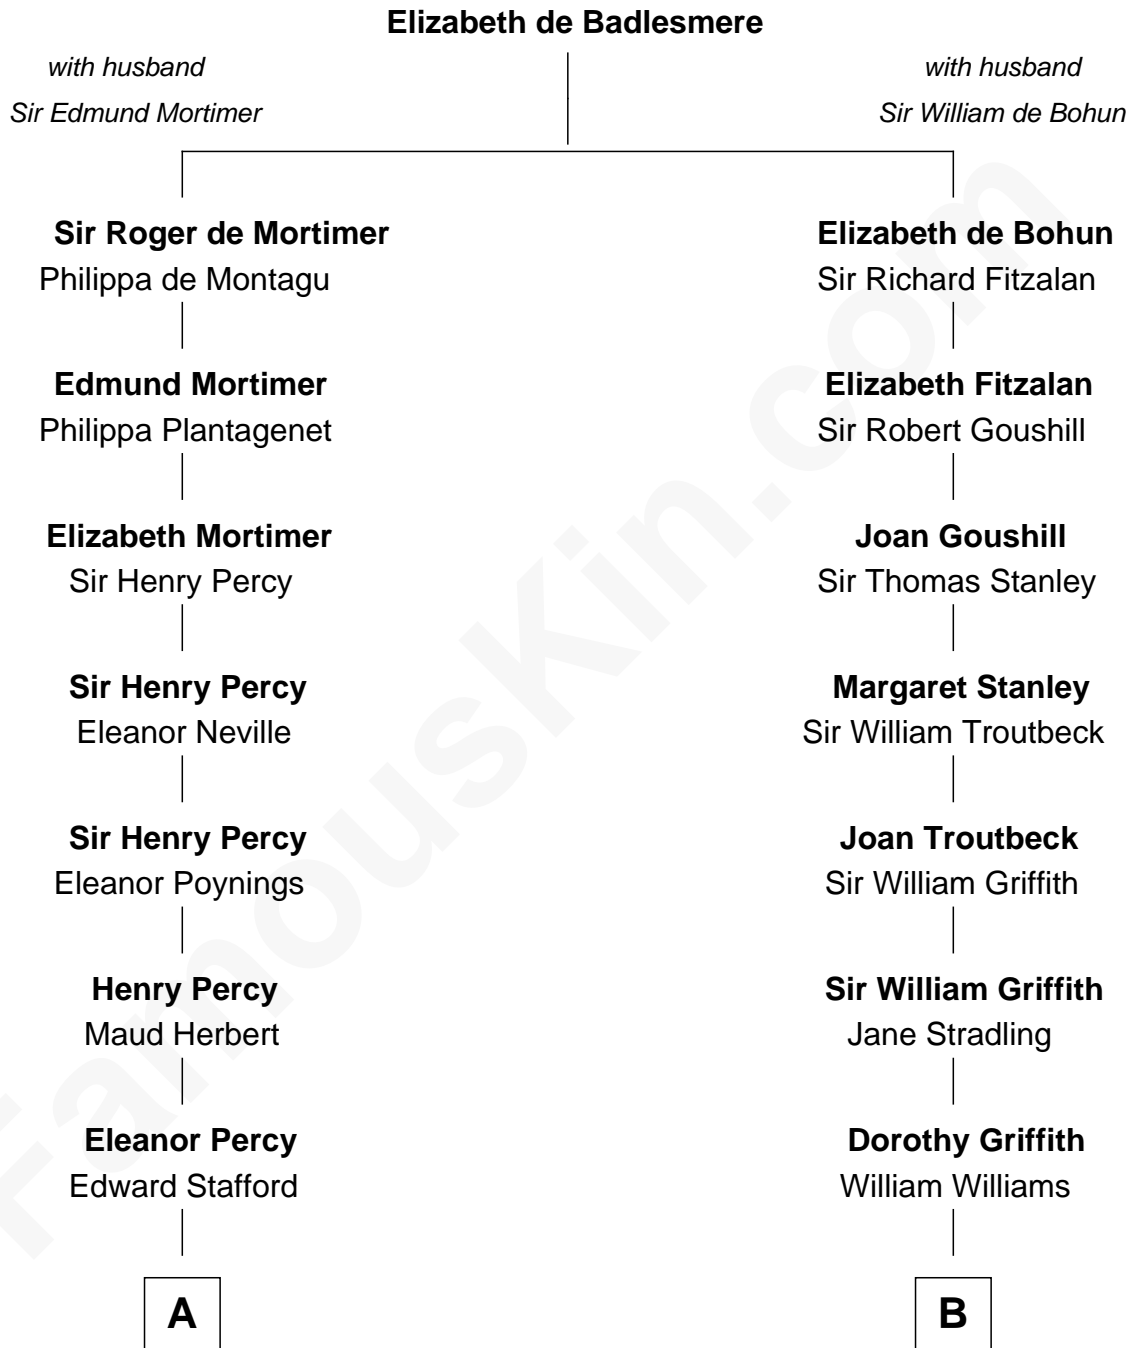 Elizabeth de Badlesmere
with husband
Sir Edmund Mortimer
with husband
Sir William de Bohun
Sir Roger de Mortimer
Philippa de Montagu
Edmund Mortimer
Philippa Plantagenet
Elizabeth Mortimer
Sir Henry Percy
Sir Henry Percy
Eleanor Neville
Sir Henry Percy
Eleanor Poynings
Henry Percy
Maud Herbert
Eleanor Percy
Edward Stafford
A
Elizabeth de Bohun
Sir Richard Fitzalan
Elizabeth Fitzalan
Sir Robert Goushill
Joan Goushill
Sir Thomas Stanley
Margaret Stanley
Sir William Troutbeck
Joan Troutbeck
Sir William Griffith
Sir William Griffith
Jane Stradling
Dorothy Griffith
William Williams
B
FamousKin.com